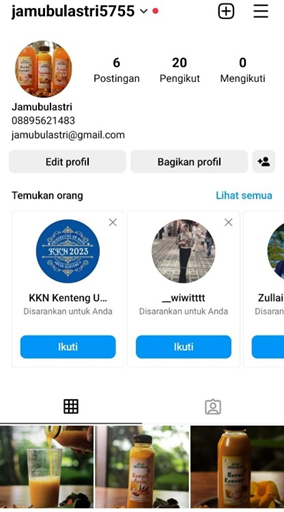 jamubulastri5755
6
20
0
Postingan
Pengikut
Mengikuti
Jamubulastri
08895621483
jamubulastri@gmail.com
Edit profil
Bagikan profil
Temukan orang
Lihat semua
KKN 2023
KKN Kenteng U...
__wiwitttt
Zullai
Disarankan untuk Anda
Disarankan untuk Anda
Disaran
Ikuti
Ikuti